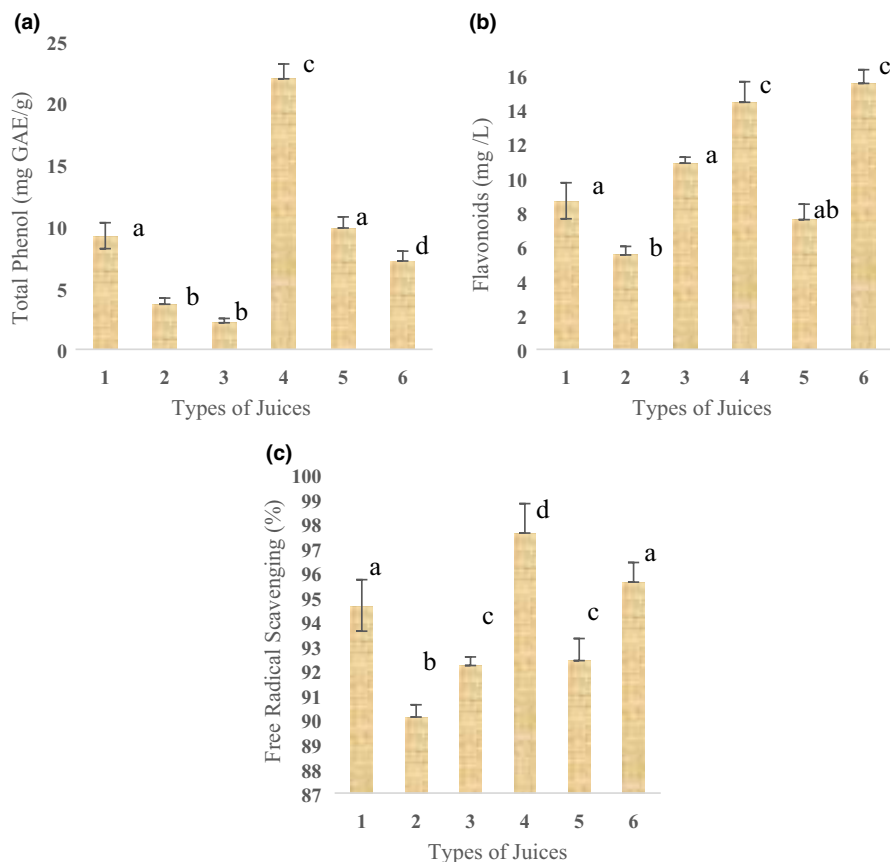 (a)
Total Phenol (mg GAE/g)
25
20
15
10
5
0
a
b
b
c
a
d
1 2 3 4 5 6
Types of Juices
(b)
Flavonoids (mg /L)
16
14
12
10
8
6
4
2
0
a
b
a
c
ab
c
1 2 3 4 5 6
Types of Juices
(c)
Free Radical Scavenging (%)
100
99
98
97
96
95
94
93
92
91
90
89
88
87
a
b
c
d
c
a
1 2 3 4 5 6
Types of Juices